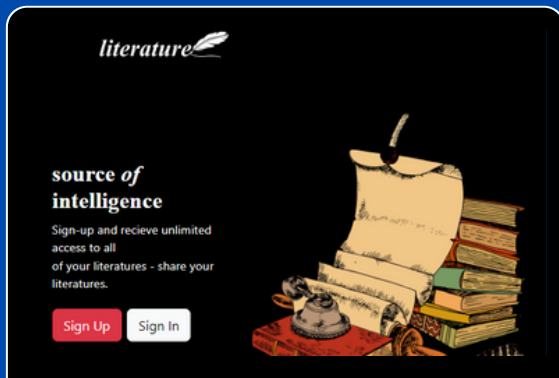 literature
source of
intelligence
Sign-up and recieve unlimited
access to all
of your literatures - share your
literatures.
Sign Up
Sign In